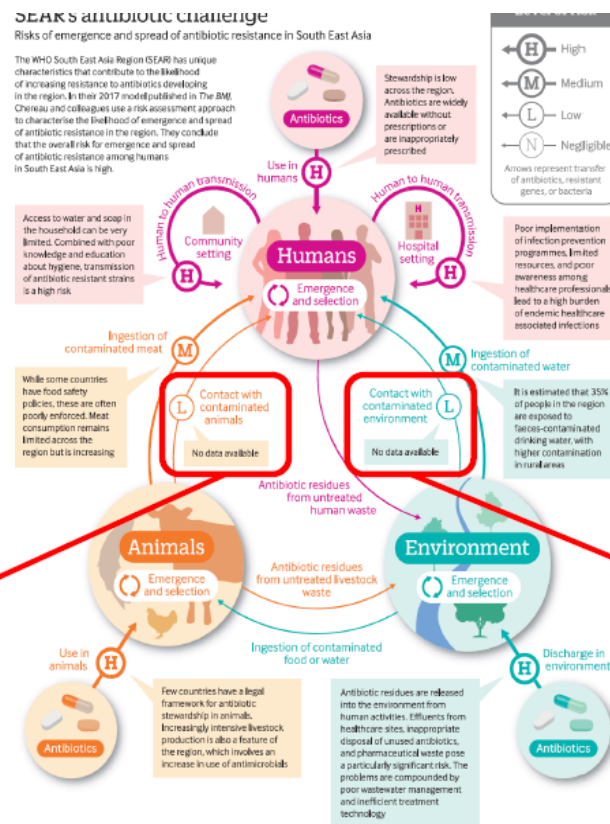 SEAR's antibiotic challenge
Risks of emergence and spread of antibiotic resistance in South East Asia
The WHO South East Asia Region (SEAR) has unique
characteristics that contribute to the likelihood
of increasing resistance to antibiotics developing
in the region. In their 2017 model published in The BMJ,
Chereau and colleagues use a risk assessment approach
to characterise the likelihood of emergence and spread
of antibiotic resistance in the region. They conclude
that the overall risk for emergence and spread
of antibiotic resistance among humans
in South East Asia is high.
Antibiotics
Stewardship is low
across the region.
Antibiotics are widely
available without
prescriptions or
are inappropriately
prescribed
Level of risk
H High
M Medium
L Low
N Negligible
Arrows represent transfer
of antibiotics, resistant
genes, or bacteria
Use in
humans
H
Human to human transmission
Community
setting
H
Access to water and soap in
the household can be very
limited. Combined with poor
knowledge and education
about hygiene, transmission
of antibiotic resistant strains
is a high risk
Human to human transmission
Hospital
setting
H
Poor implementation
of infection prevention
programmes, limited
resources, and poor
awareness among
healthcare professionals
lead to a high burden
of endemic healthcare
associated infections
Humans
Emergence
and selection
Ingestion of
contaminated meat
M
While some countries
have food safety
policies, these are often
poorly enforced. Meat
consumption remains
limited across the
region but is increasing
L
Contact with
contaminated
animals
No data available
Contact with
contaminated
environment
L
No data available
M
Ingestion of
contaminated water
It is estimated that 35%
of people in the region
are exposed to
faeces-contaminated
drinking water, with
higher contamination
in rural areas
Antibiotic residues
from untreated
human waste
Animals
Emergence
and selection
Environment
Emergence
and selection
Antibiotic residues
from untreated livestock
waste
Ingestion of contaminated
food or water
Use in
animals
H
Antibiotics
Few countries have a legal
framework for antibiotic
stewardship in animals.
Increasingly intensive livestock
production is also a feature of
the region, which involves an
increase in use of antimicrobials
Antibiotic residues are released
into the environment from
human activities. Effluents from
healthcare sites, inappropriate
disposal of unused antibiotics,
and pharmaceutical waste pose
a particularly significant risk. The
problems are compounded by
poor wastewater management
and inefficient treatment
technology
Discharge in
environment
H
Antibiotics